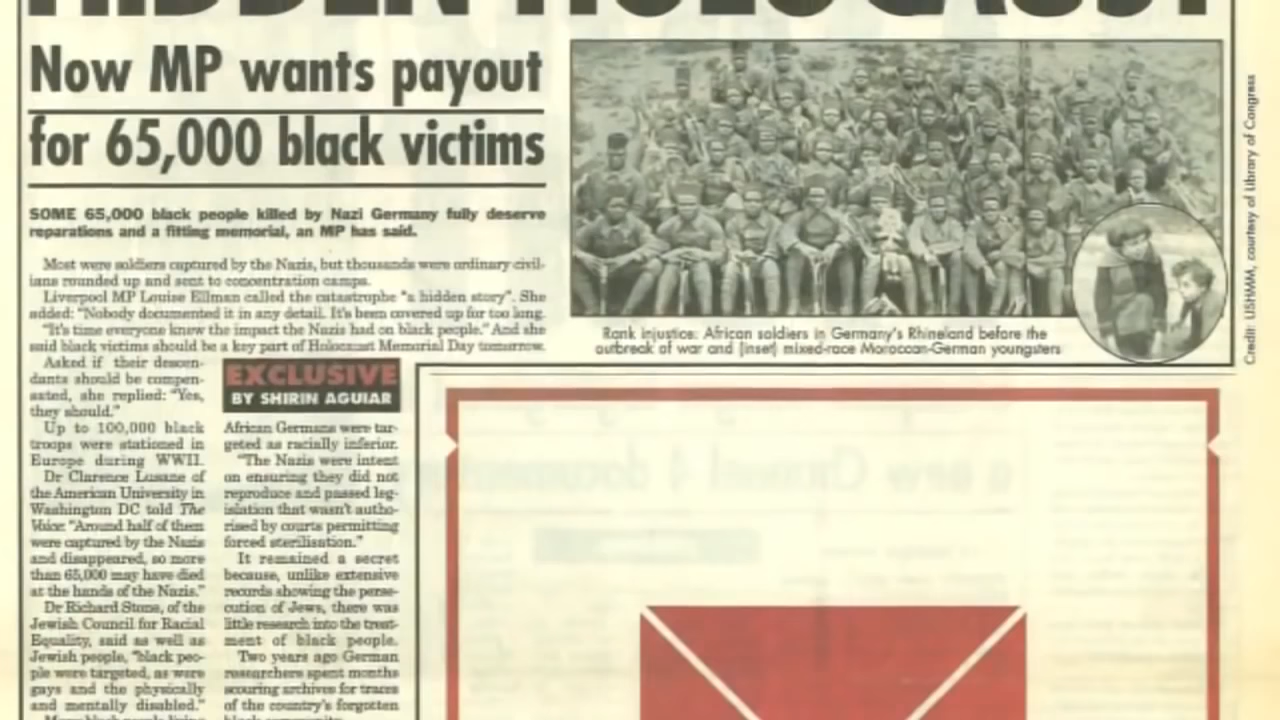 HIDDEN HOLOCAUST
Now MP wants payout
for 65,000 black victims
SOME 65,000 black people killed by Nazi Germany fully deserve
reparations and a fitting memorial, an MP has said.
Most were soldiers captured by the Nazis, but thousands were ordinary civil-
ians rounded up and sent to concentration camps.
Liverpool MP Louise Ellman called the catastrophe "a hidden story". She
added: "Nobody documented it in any detail. It's been covered up for too long.
"It's time everyone knew the impact the Nazis had on black people." And she
said black victims should be a key part of Holocaust Memorial Day tomorrow.
Asked if their descen-
dants should be compen-
sated, she replied: "Yes,
they should."
Up to 100,000 black
troops were stationed in
Europe during WWII.
Dr Clarence Lusane of
the American University in
Washington DC told The
Voice: "Around half of them
were captured by the Nazis
and disappeared, so more
than 65,000 may have died
at the hands of the Nazis."
Dr Richard Stone, of the
Jewish Council for Racial
Equality, said as well as
Jewish people, "black peo-
ple were targeted, as were
gays and the physically
and mentally disabled."
Many black people living
EXCLUSIVE
BY SHIRIN AGUIAR
African Germans were tar-
geted as racially inferior.
"The Nazis were intent
on ensuring they did not
reproduce and passed leg-
islation that wasn't autho-
rised by courts permitting
forced sterilisation."
It remained a secret
because, unlike extensive
records showing the perse-
cution of Jews, there was
little research into the treat-
ment of black people.
Two years ago German
researchers spent months
scouring archives for traces
of the country's forgotten
black community.
Rank injustice: African soldiers in Germany's Rhineland before the
outbreak of war and (inset) mixed-race Moroccan-German youngsters
Credit: USHMM, courtesy of Library of Congress